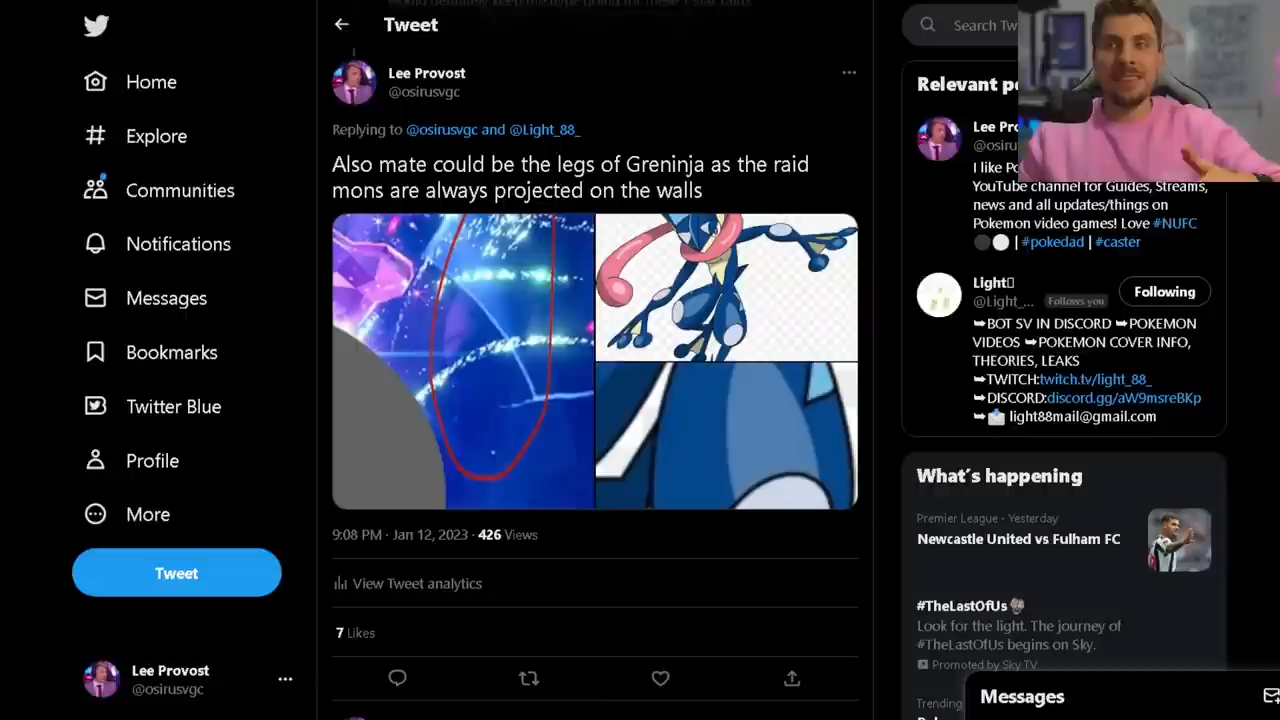 Home
Explore
Communities
Notifications
Messages
Bookmarks
Twitter Blue
Profile
More
Tweet
Lee Provost
@osirusvgc
Tweet
Lee Provost
@osirusvgc
Replying to @osirusvgc and @Light_88_
Also mate could be the legs of Greninja as the raid
mons are always projected on the walls
9:08 PM · Jan 12, 2023 · 426 Views
View Tweet analytics
7 Likes
Search Tw
Relevant pe
Lee Pro
@osiru
I like Po
YouTube channel for Guides, Streams,
news and all updates/things on
Pokemon video games! Love #NUFC
| #pokedad | #caster
Light
@Light_... Follows you
Following
➥BOT SV IN DISCORD ➥POKEMON
VIDEOS ➥POKEMON COVER INFO,
THEORIES, LEAKS
➥TWITCH:twitch.tv/light_88_
➥DISCORD:discord.gg/aW9msreBKp
➥📩 light88mail@gmail.com
What's happening
Premier League · Yesterday
Newcastle United vs Fulham FC
#TheLastOfUs
Look for the light. The journey of
#TheLastOfUs begins on Sky.
Promoted by Sky TV
Trending
Messages